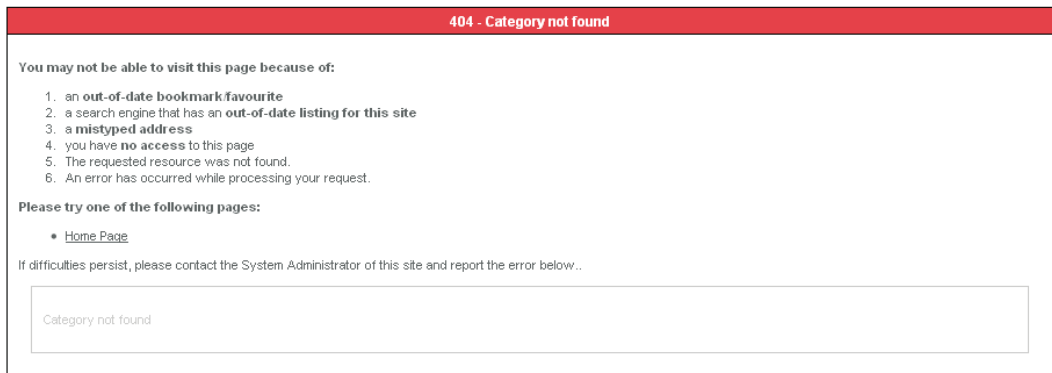 404 - Category not found
You may not be able to visit this page because of:
1. an out-of-date bookmark/favourite
2. a search engine that has an out-of-date listing for this site
3. a mistyped address
4. you have no access to this page
5. The requested resource was not found.
6. An error has occurred while processing your request.
Please try one of the following pages:
• Home Page
If difficulties persist, please contact the System Administrator of this site and report the error below..
Category not found